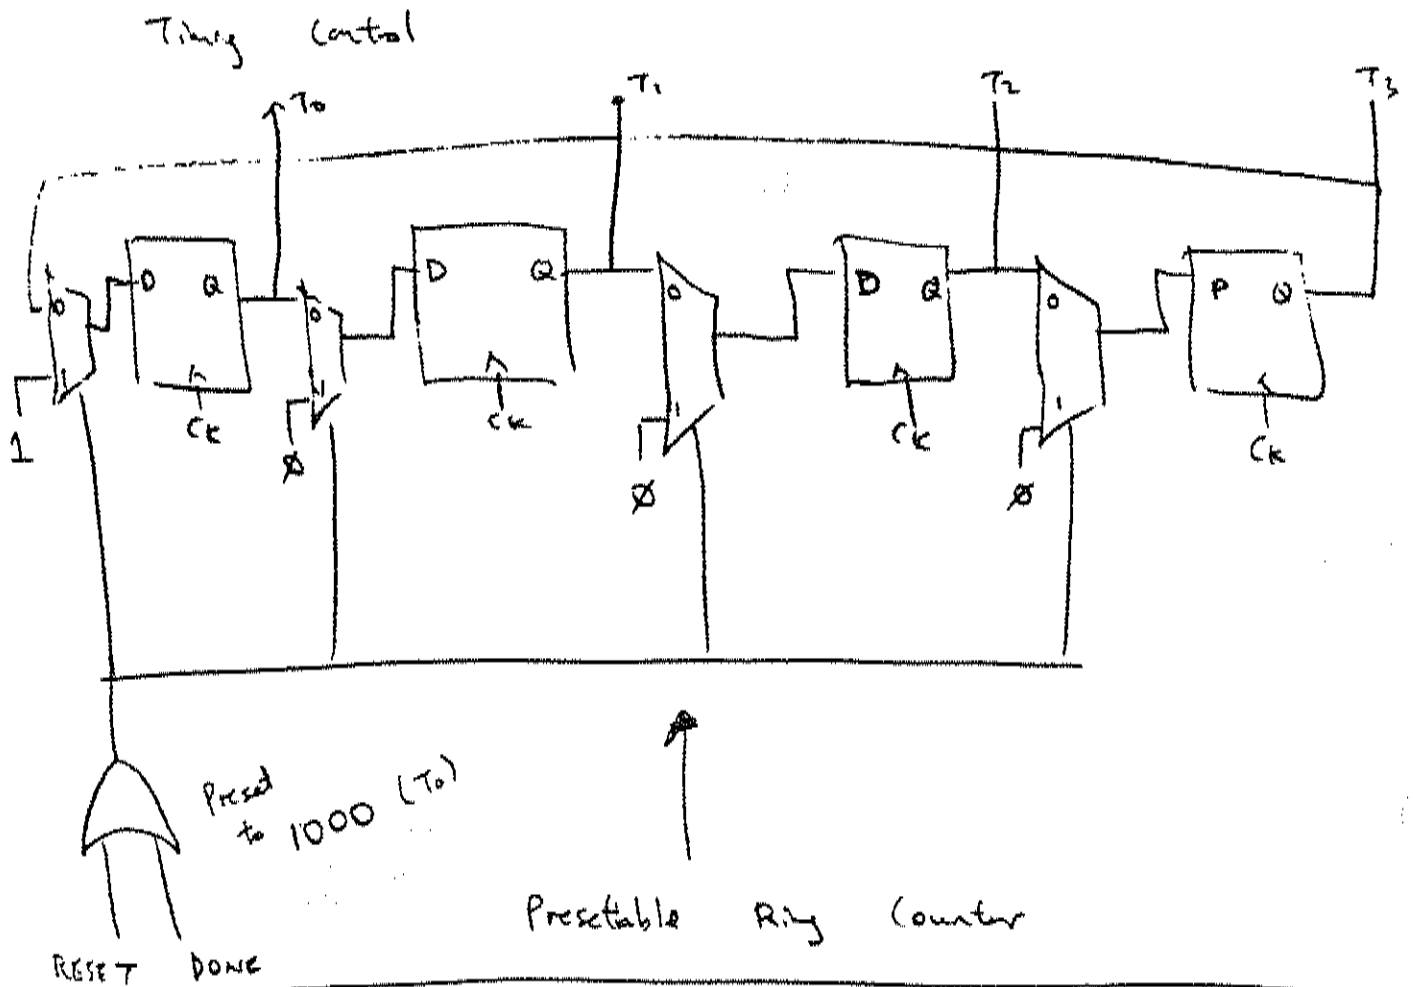 Timing Control
T0 T1 T2 T3
0 D Q 0 D Q 0 D Q 0 D Q
1 1 1 1
1 CK Ø CK Ø CK Ø CK
Preset
to 1000 (T0)
Presettable Ring Counter
RESET DONE